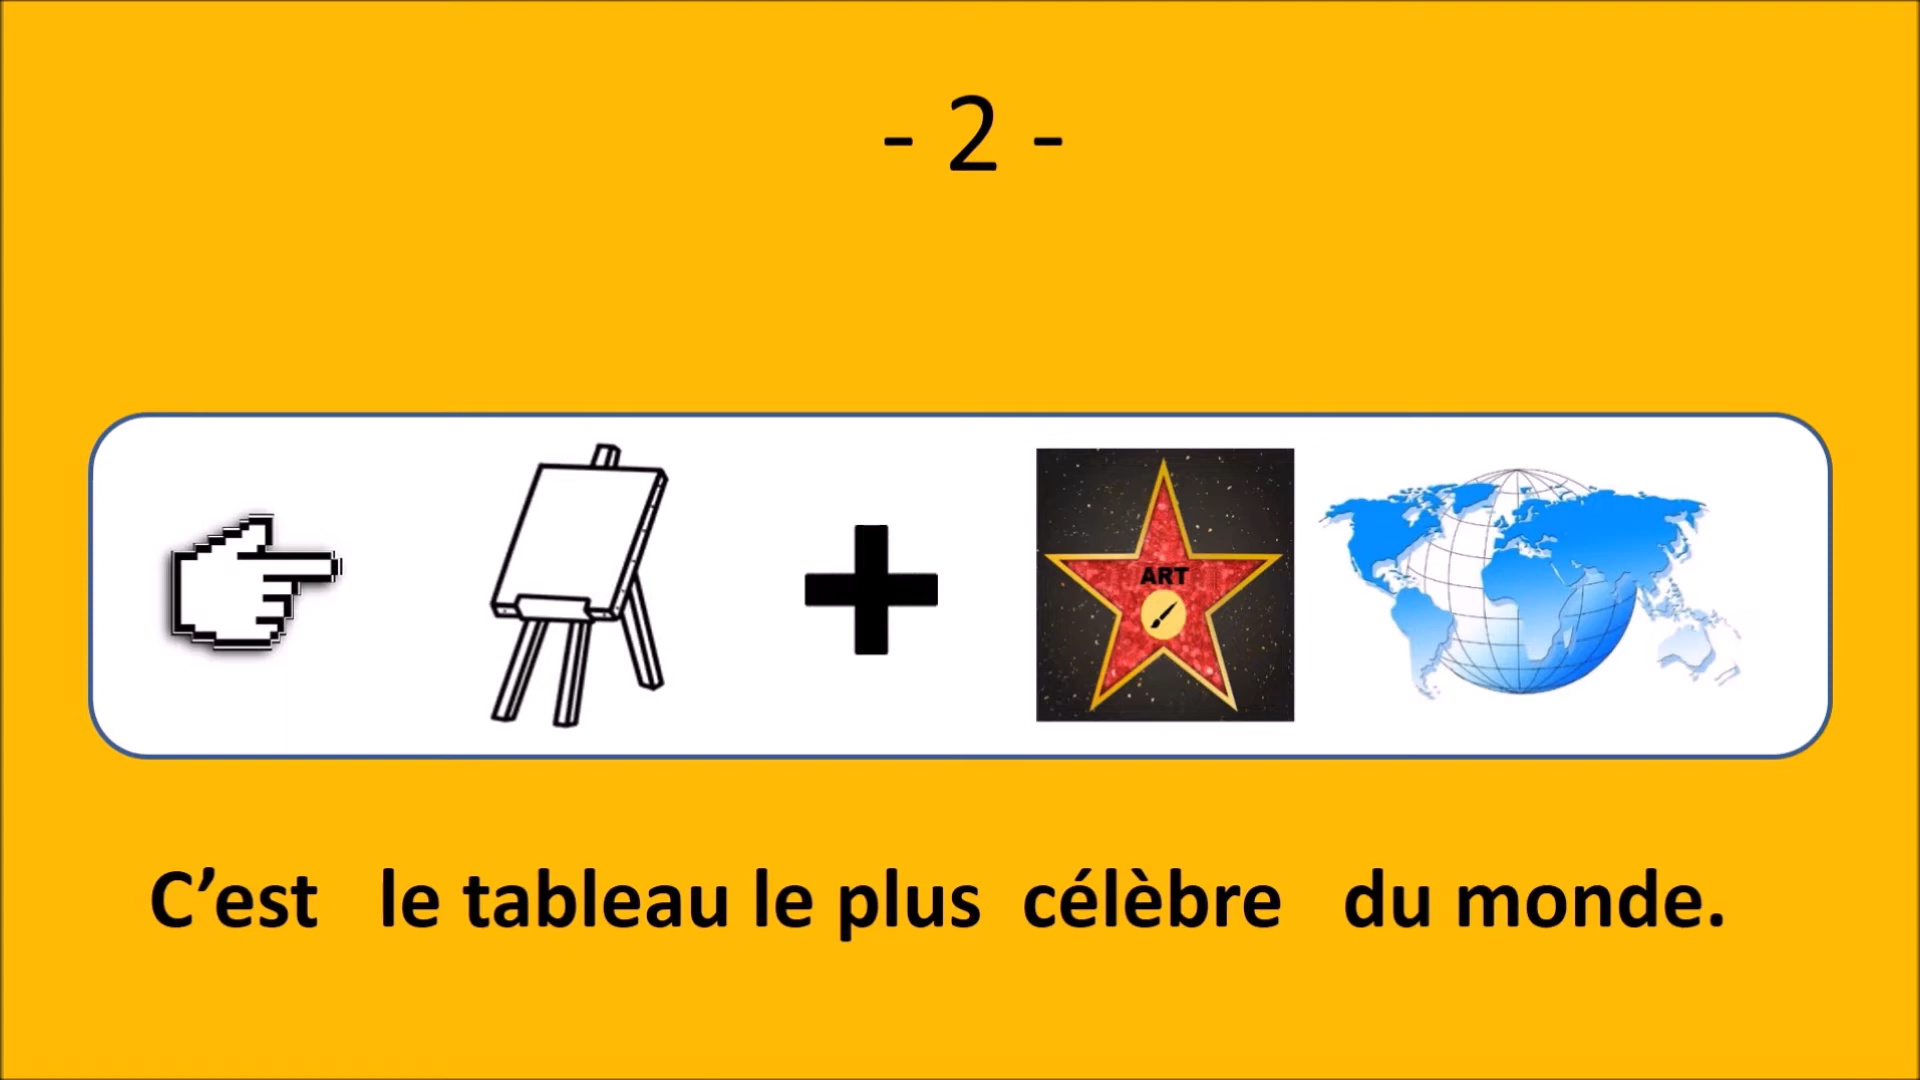 - 2 -
ART
C’est le tableau le plus célèbre du monde.